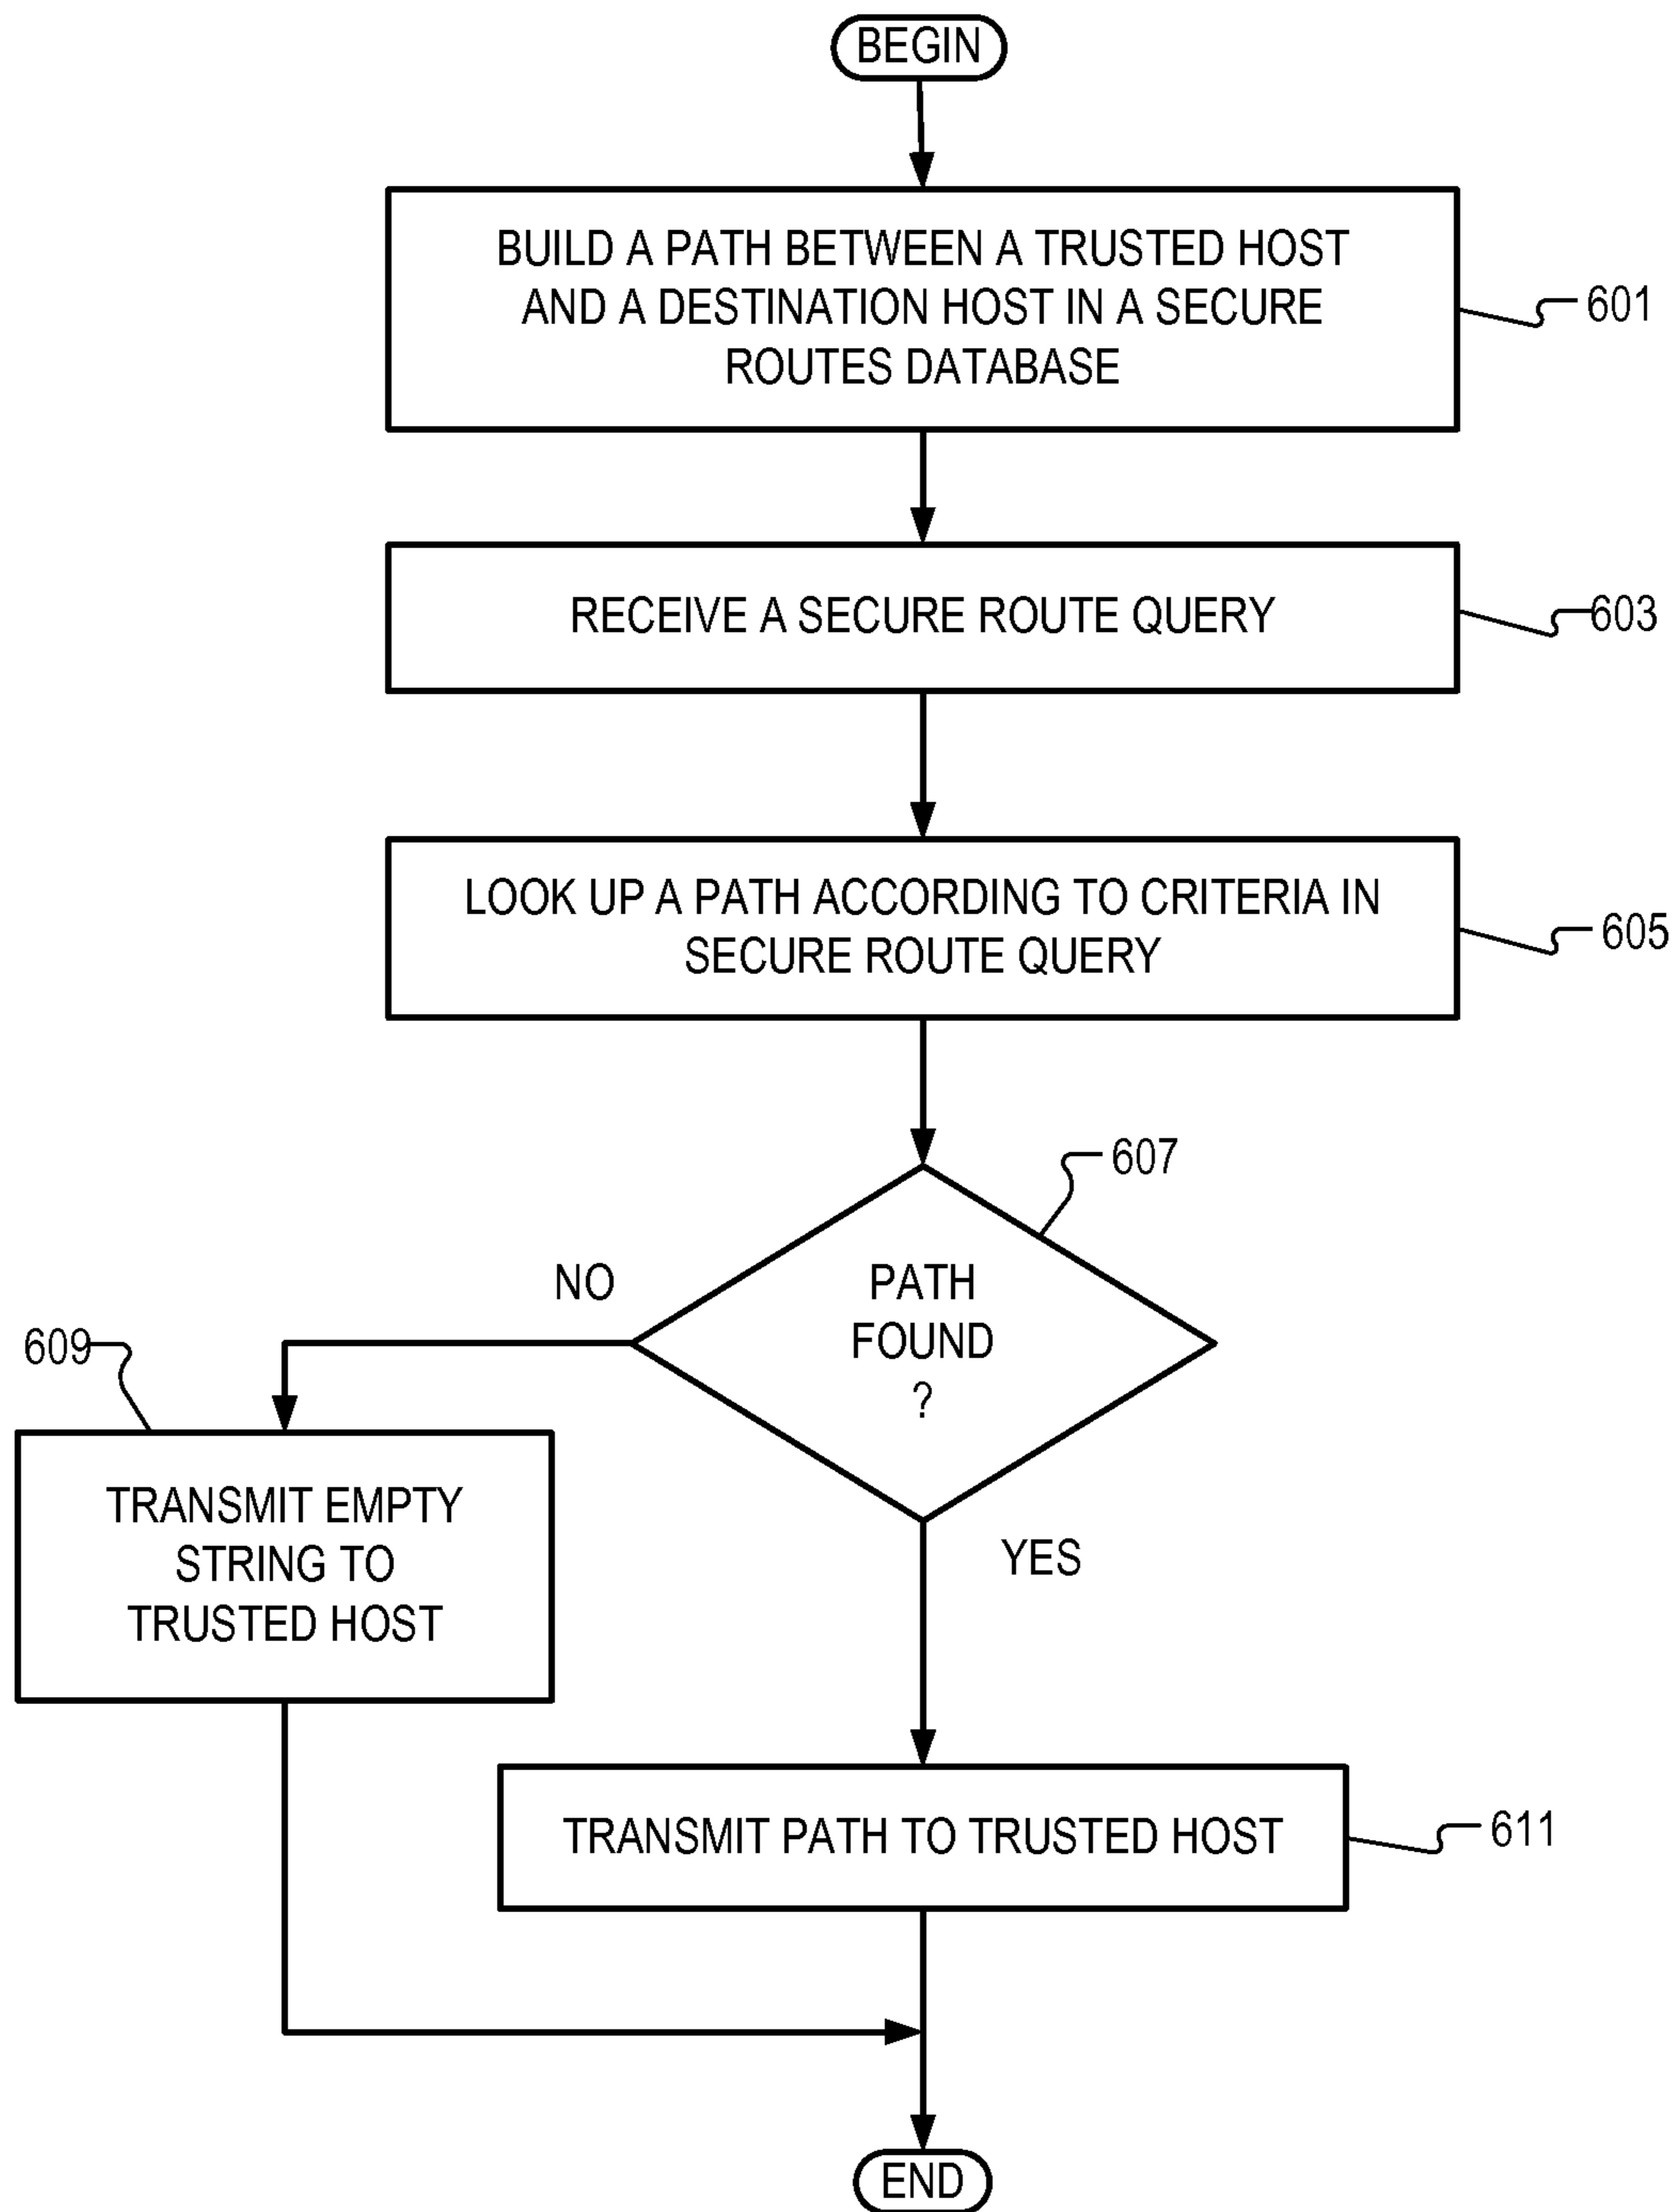 BEGIN
BUILD A PATH BETWEEN A TRUSTED HOST
AND A DESTINATION HOST IN A SECURE
ROUTES DATABASE
601
RECEIVE A SECURE ROUTE QUERY
603
LOOK UP A PATH ACCORDING TO CRITERIA IN
SECURE ROUTE QUERY
605
607
PATH
FOUND
?
NO
609
TRANSMIT EMPTY
STRING TO
TRUSTED HOST
YES
TRANSMIT PATH TO TRUSTED HOST
611
END